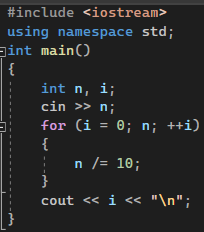 #include <iostream>
using namespace std;
int main()
{
    int n, i;
    cin >> n;
    for (i = 0; n; ++i)
    {
        n /= 10;
    }
    cout << i << "\n";
}